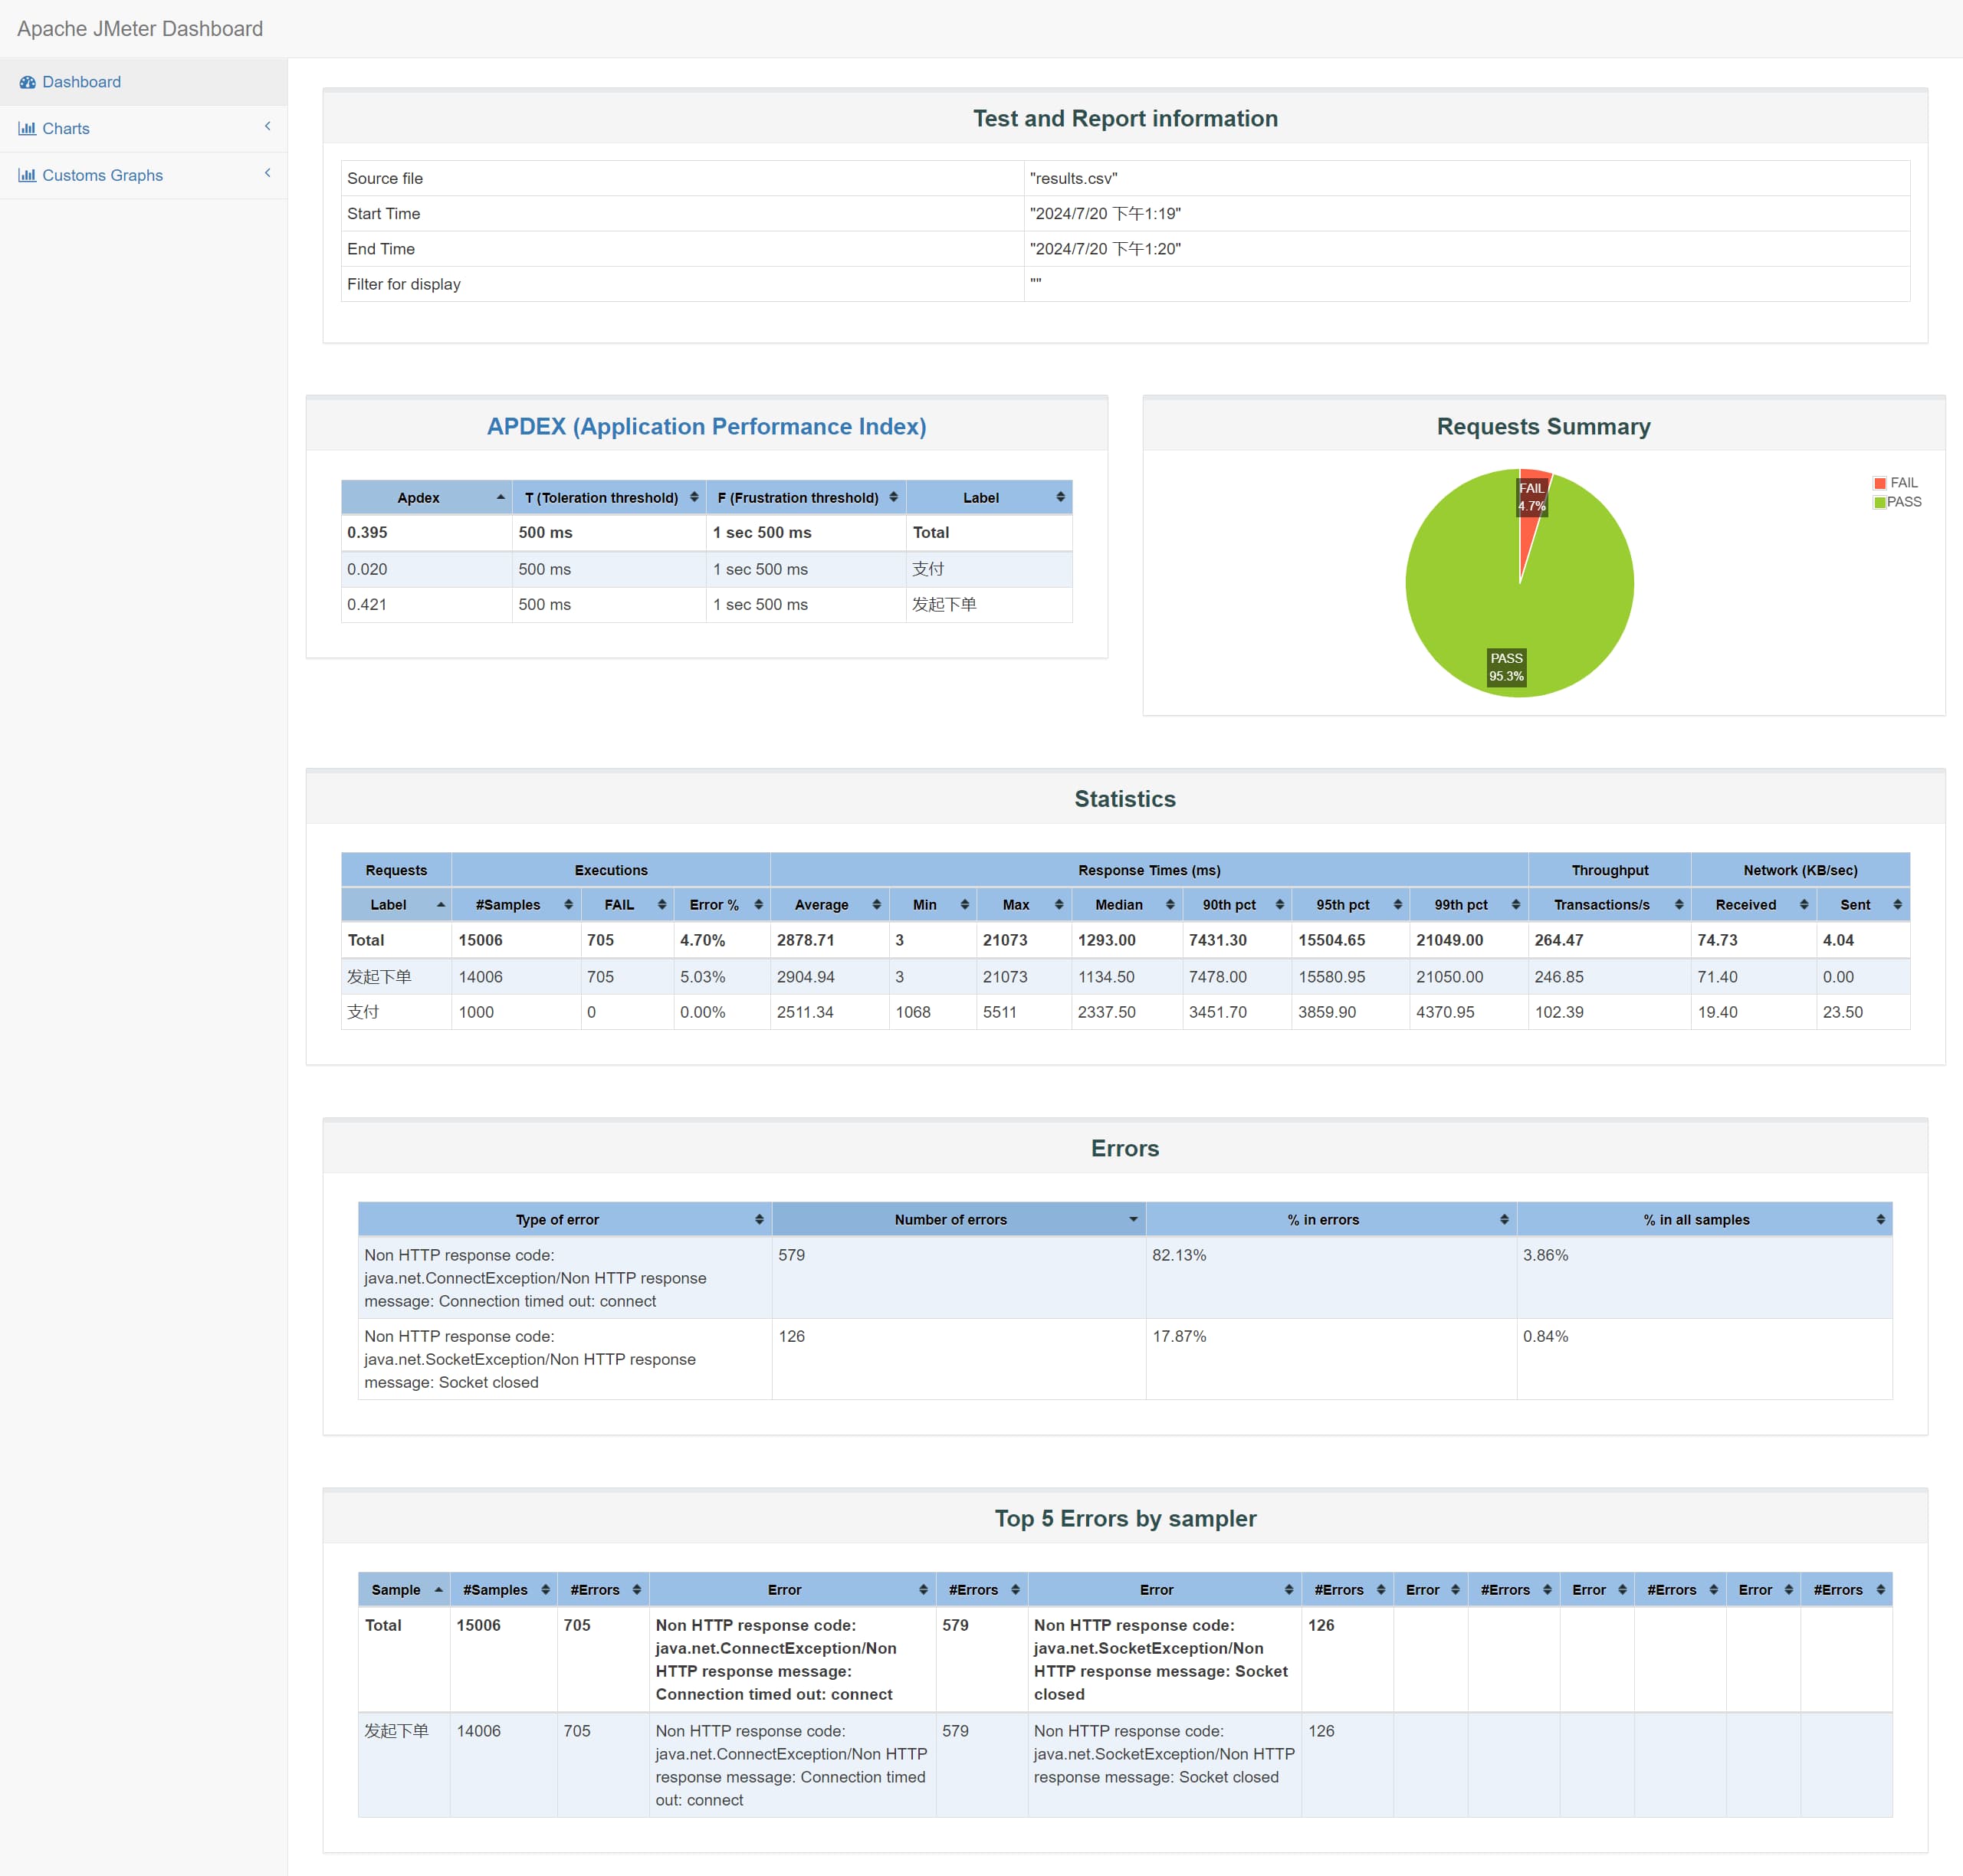 Apache JMeter Dashboard
Dashboard
Charts
Customs Graphs
Test and Report information
Source file "results.csv"
Start Time "2024/7/20 下午1:19"
End Time "2024/7/20 下午1:20"
Filter for display ""
APDEX (Application Performance Index)
Apdex T (Toleration threshold) F (Frustration threshold) Label
0.395 500 ms 1 sec 500 ms Total
0.020 500 ms 1 sec 500 ms 支付
0.421 500 ms 1 sec 500 ms 发起下单
Requests Summary
FAIL
4.7%
PASS
95.3%
FAIL
PASS
Statistics
Requests Executions Response Times (ms) Throughput Network (KB/sec)
Label #Samples FAIL Error % Average Min Max Median 90th pct 95th pct 99th pct Transactions/s Received Sent
Total 15006 705 4.70% 2878.71 3 21073 1293.00 7431.30 15504.65 21049.00 264.47 74.73 4.04
发起下单 14006 705 5.03% 2904.94 3 21073 1134.50 7478.00 15580.95 21050.00 246.85 71.40 0.00
支付 1000 0 0.00% 2511.34 1068 5511 2337.50 3451.70 3859.90 4370.95 102.39 19.40 23.50
Errors
Type of error Number of errors % in errors % in all samples
Non HTTP response code: 579 82.13% 3.86%
java.net.ConnectException/Non HTTP response
message: Connection timed out: connect
Non HTTP response code: 126 17.87% 0.84%
java.net.SocketException/Non HTTP response
message: Socket closed
Top 5 Errors by sampler
Sample #Samples #Errors Error #Errors Error #Errors Error #Errors Error #Errors Error #Errors
Total 15006 705 Non HTTP response code: 579 Non HTTP response code: 126
java.net.ConnectException/Non java.net.SocketException/Non
HTTP response message: HTTP response message: Socket
Connection timed out: connect closed
发起下单 14006 705 Non HTTP response code: 579 Non HTTP response code: 126
java.net.ConnectException/Non HTTP java.net.SocketException/Non HTTP
response message: Connection timed response message: Socket closed
out: connect